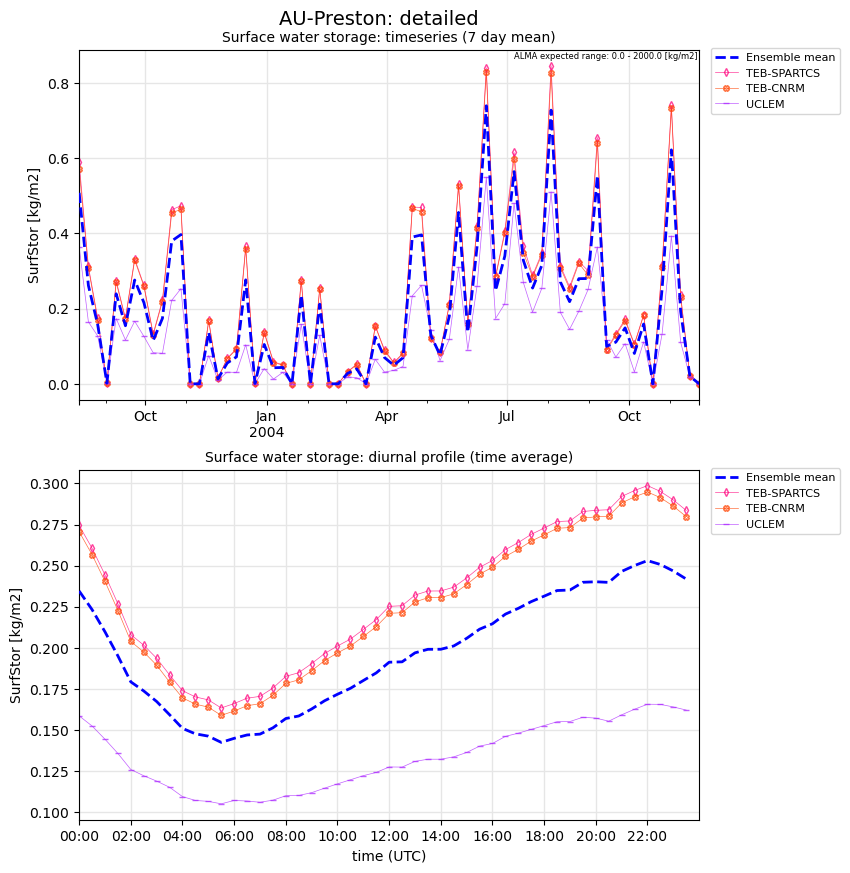 AU-Preston: detailed
Surface water storage: timeseries (7 day mean)
ALMA expected range: 0.0 - 2000.0 [kg/m2]
Ensemble mean
TEB-SPARTCS
TEB-CNRM
UCLEM
SurfStor [kg/m2]
0.8
0.6
0.4
0.2
0.0
Oct
Jan
2004
Apr
Jul
Oct
Surface water storage: diurnal profile (time average)
Ensemble mean
TEB-SPARTCS
TEB-CNRM
UCLEM
SurfStor [kg/m2]
0.300
0.275
0.250
0.225
0.200
0.175
0.150
0.125
0.100
00:00 02:00 04:00 06:00 08:00 10:00 12:00 14:00 16:00 18:00 20:00 22:00
time (UTC)